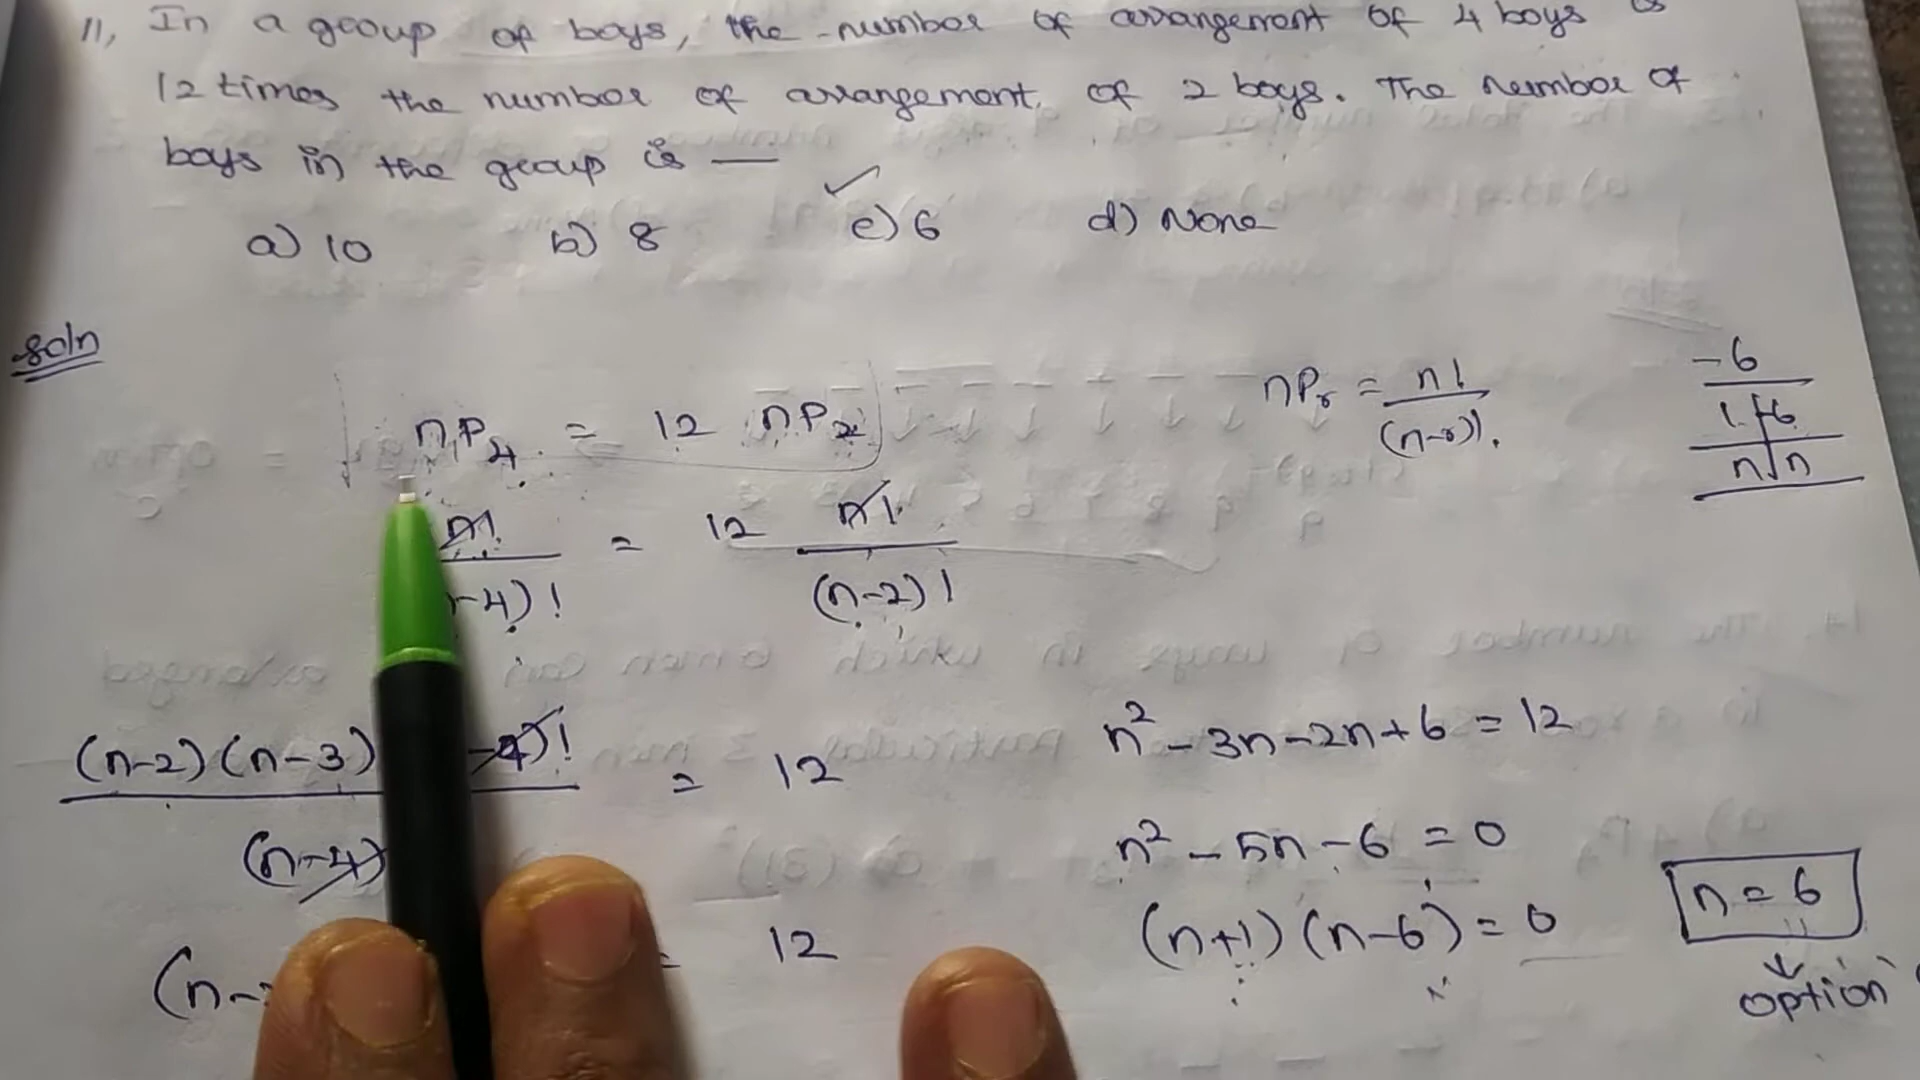 11, In a group of boys, the number of arrangement of 4 boys is
12 times the number of arrangement of 2 boys. The number of
boys in the group is —
a) 10 b) 8 c) 6 d) None
soln
nP4 = 12 nP2
nPr = n! / (n-r)!
-6
1 | -6
n | n
n! / -4)! = 12 n! / (n-2)!
(n-2)(n-3) -4)! / (n-4) = 12
(n- = 12
n² - 3n - 2n + 6 = 12
n² - 5n - 6 = 0
(n+1)(n-6) = 0
n = 6
option